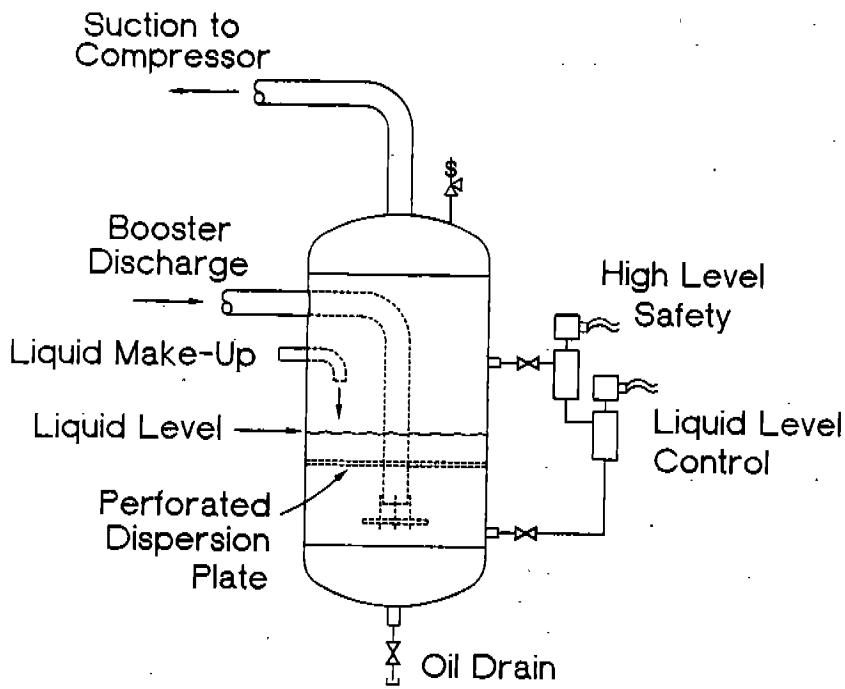 Suction to
Compressor
S
Booster
Discharge
High Level
Safety
Liquid Make-Up
Liquid Level
Liquid Level
Control
Perforated
Dispersion
Plate
Oil Drain